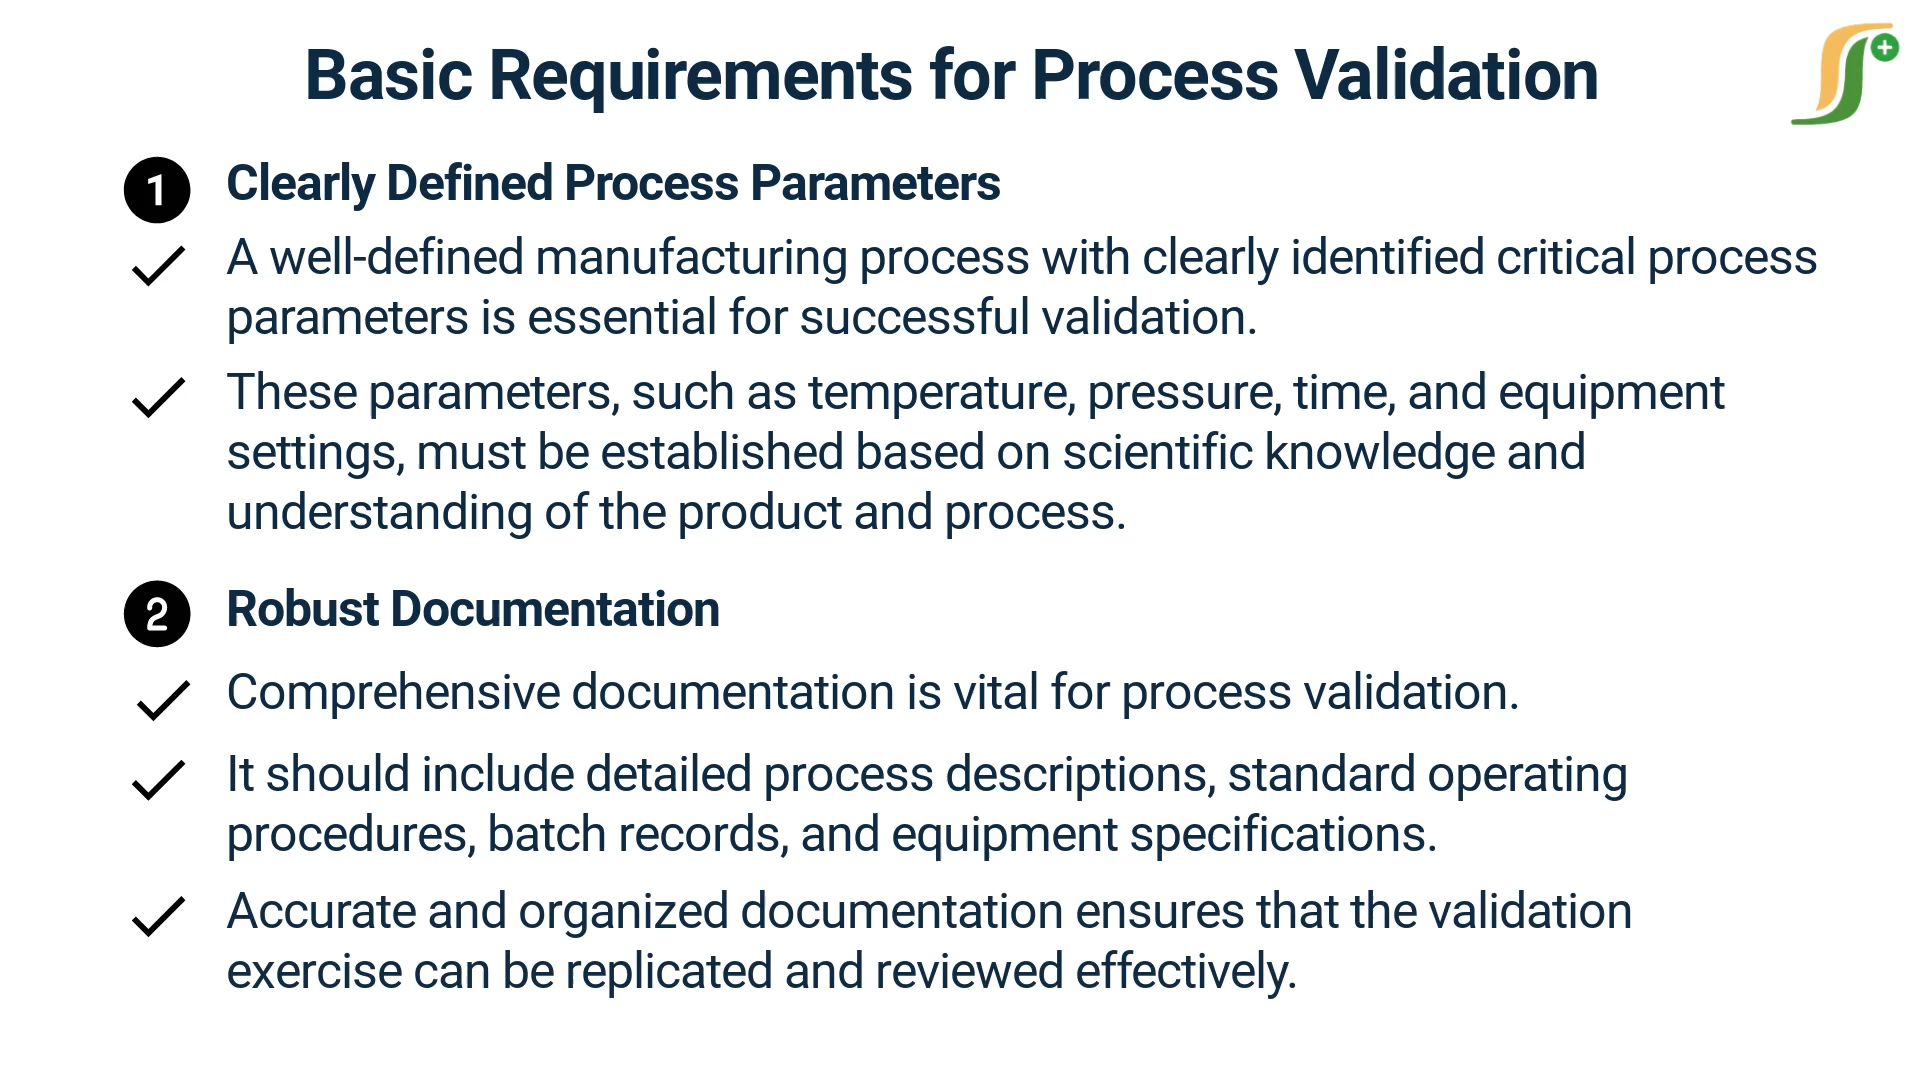 Basic Requirements for Process Validation
1 Clearly Defined Process Parameters
A well-defined manufacturing process with clearly identified critical process
parameters is essential for successful validation.
These parameters, such as temperature, pressure, time, and equipment
settings, must be established based on scientific knowledge and
understanding of the product and process.
2 Robust Documentation
Comprehensive documentation is vital for process validation.
It should include detailed process descriptions, standard operating
procedures, batch records, and equipment specifications.
Accurate and organized documentation ensures that the validation
exercise can be replicated and reviewed effectively.